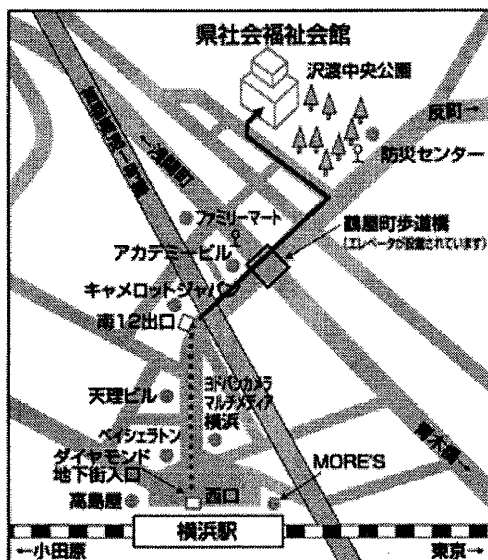 県社会福祉会館
沢渡中央公園
反町→
防災センター
←浅間町
ファミリーマート
鶴屋町歩道橋
(エレベータが設置されています)
アカデミービル
キャメロットジャパン
南12出口
天理ビル
ヨドバシカメラ
マルチメディア
横浜
ベイシェラトン
ダイヤモンド
地下街入口
MORE'S
高島屋
西口
横浜駅
←小田原
東京→